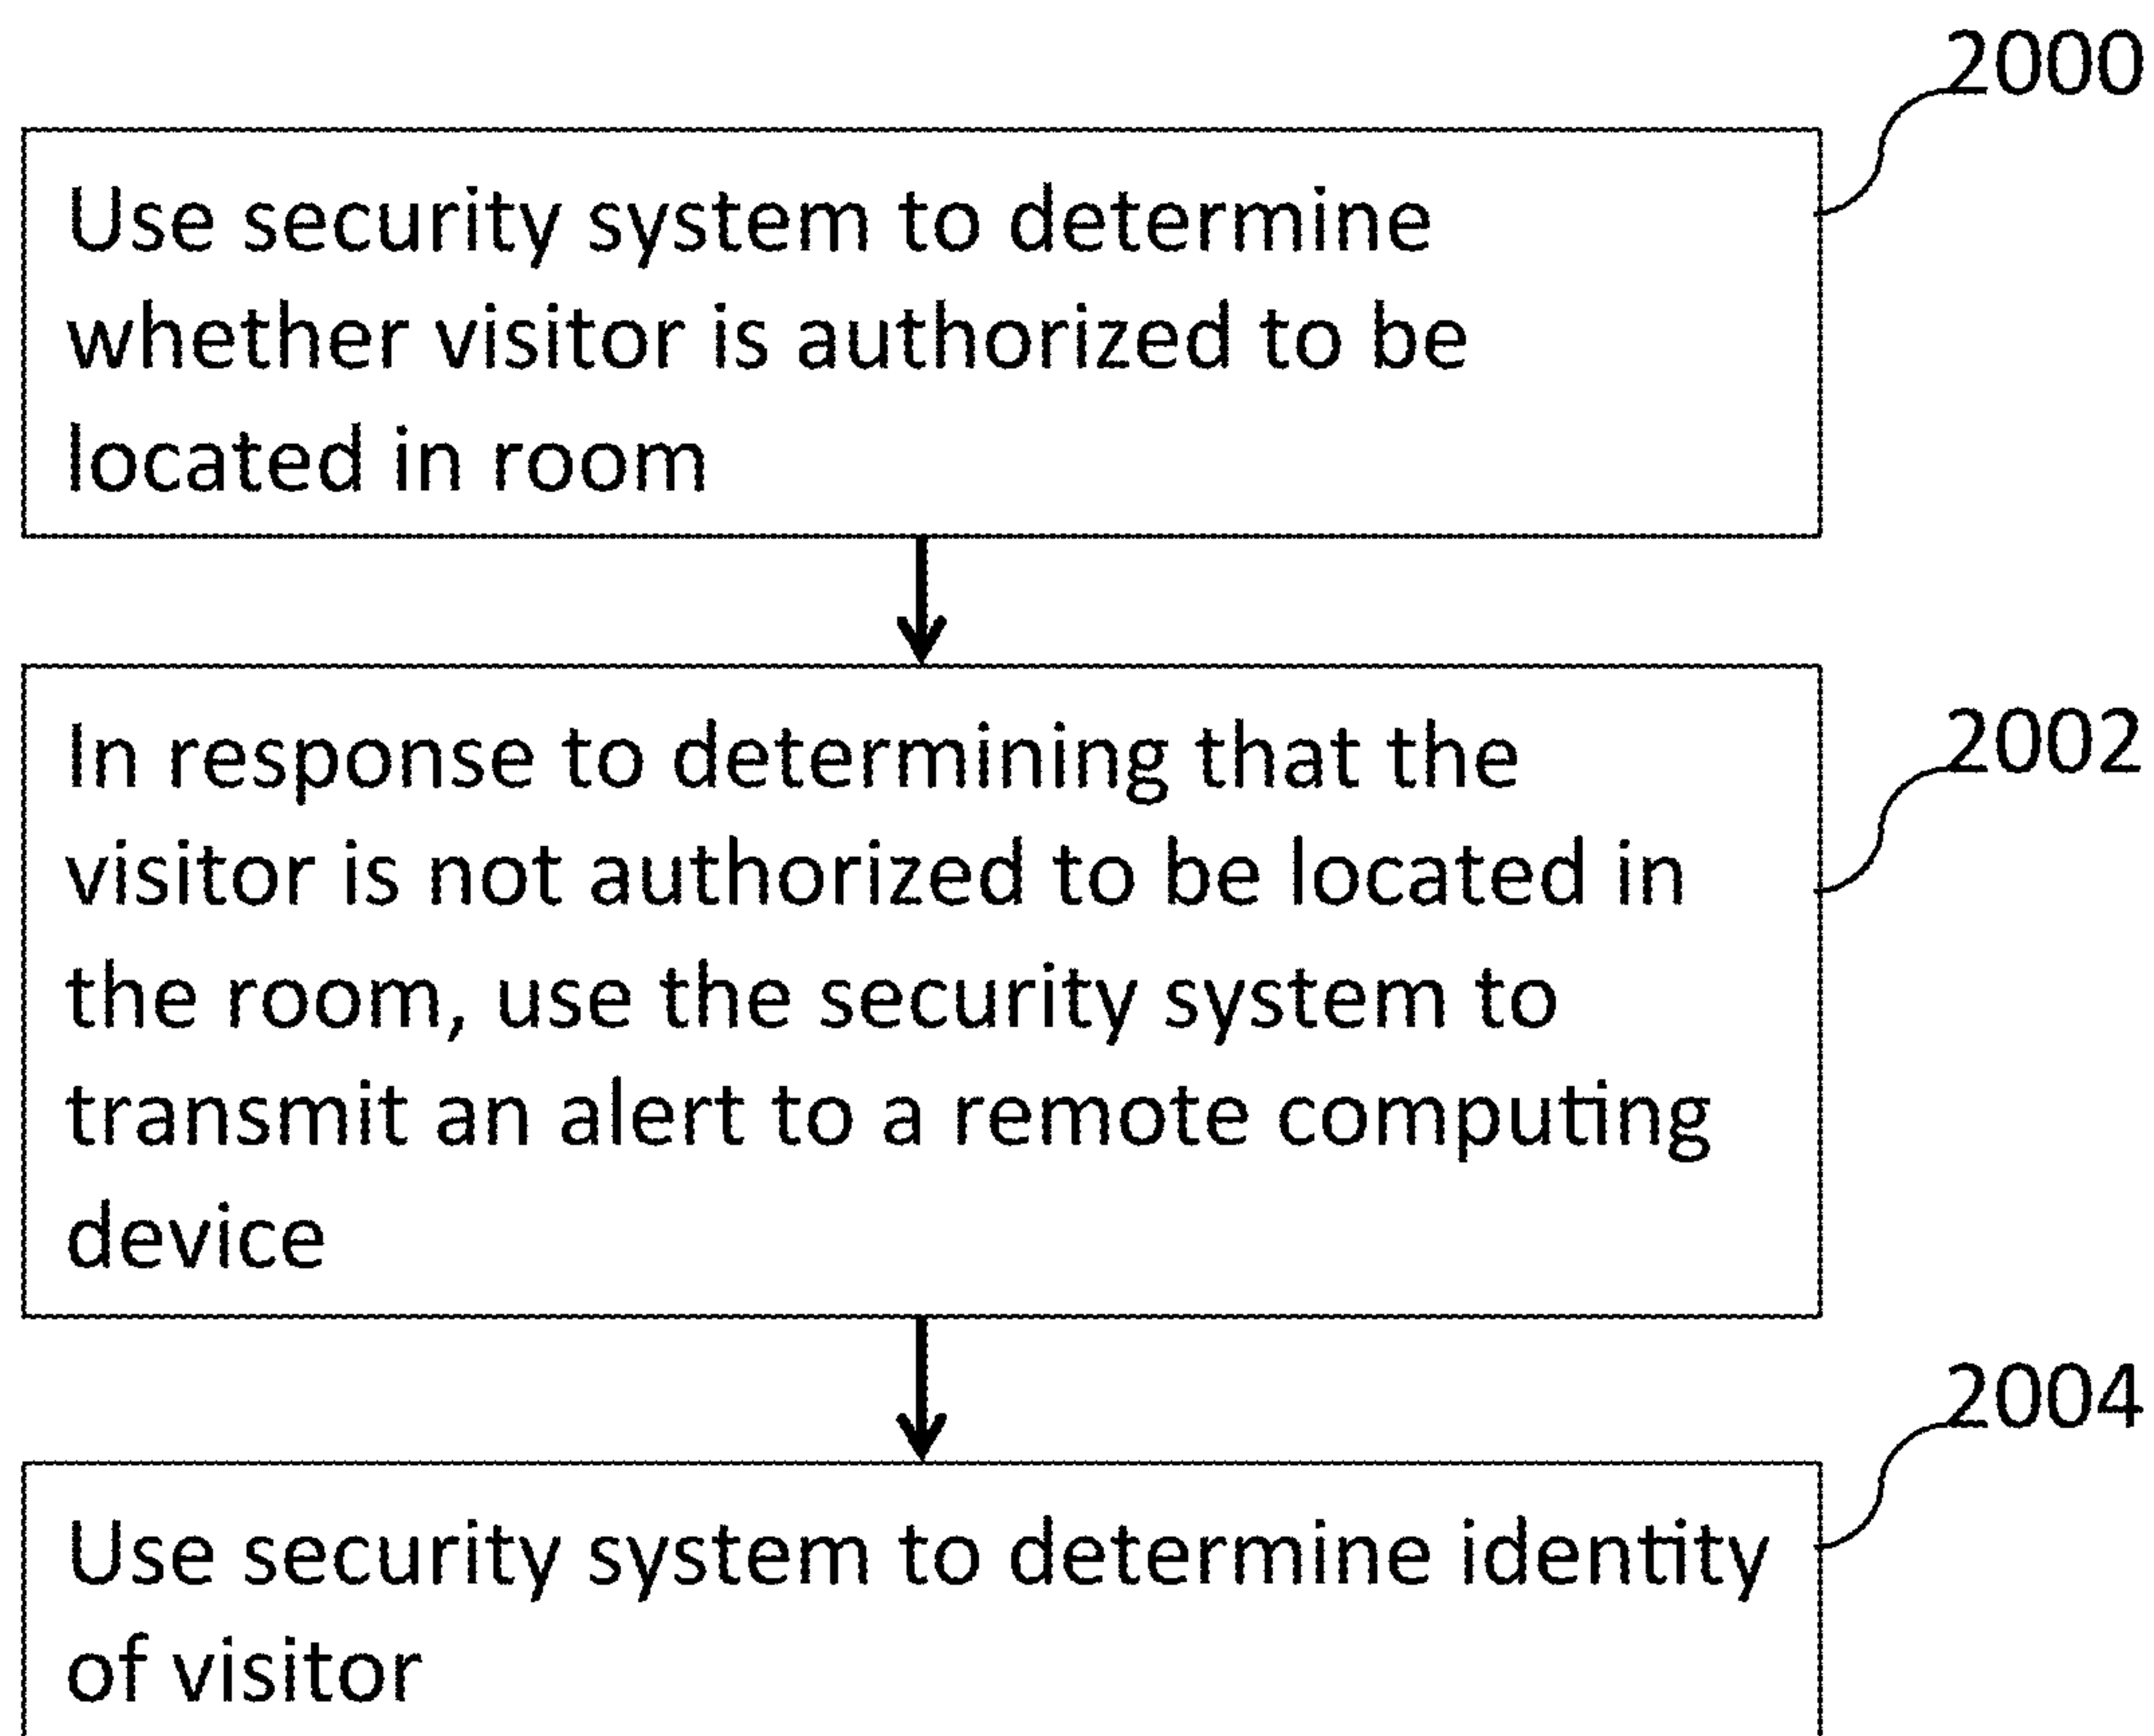 2000
Use security system to determine
whether visitor is authorized to be
located in room
In response to determining that the
visitor is not authorized to be located in
the room, use the security system to
transmit an alert to a remote computing
device
2002
Use security system to determine identity
of visitor
2004